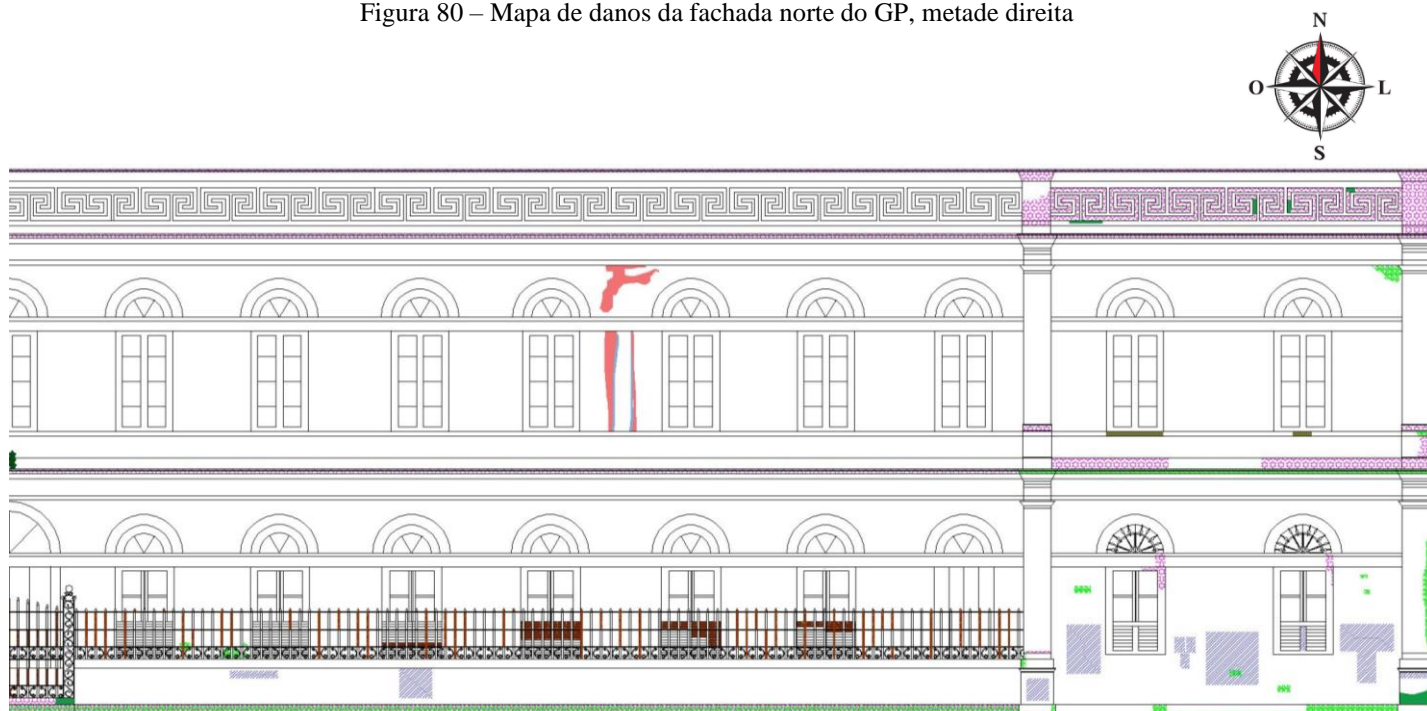 Figura 80 – Mapa de danos da fachada norte do GP, metade direita
N
O L
S